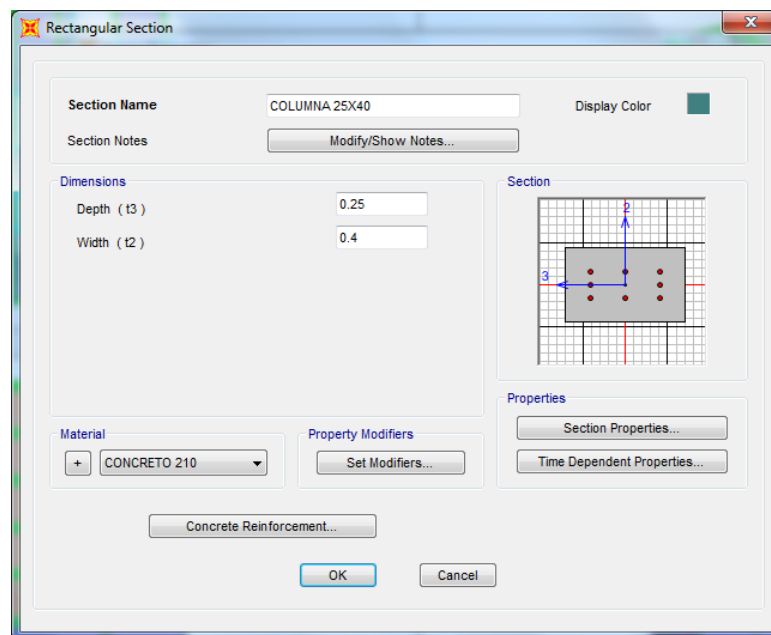 Rectangular Section
Section Name COLUMNA 25X40 Display Color
Section Notes Modify/Show Notes...
Dimensions
Depth ( t3 ) 0.25
Width ( t2 ) 0.4
Section
2
3
Properties
Section Properties...
Time Dependent Properties...
Material
+ CONCRETO 210
Property Modifiers
Set Modifiers...
Concrete Reinforcement...
OK Cancel